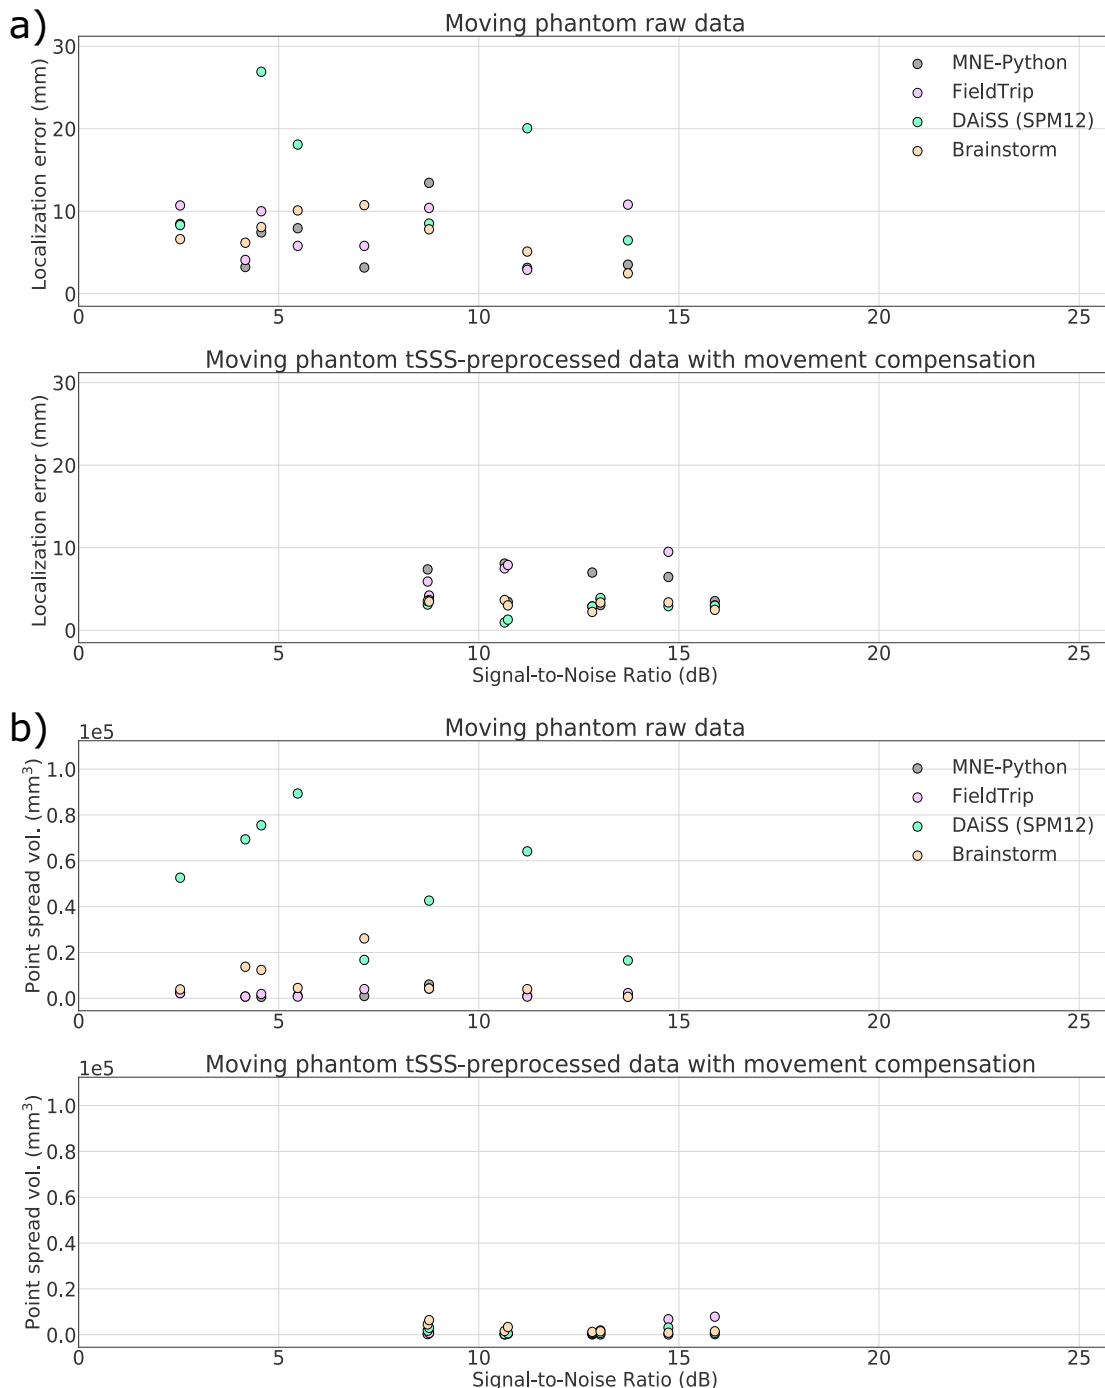 a)
Moving phantom raw data
Localization error (mm)
30
20
10
0
MNE-Python
FieldTrip
DAiSS (SPM12)
Brainstorm
0 5 10 15 20 25
Moving phantom tSSS-preprocessed data with movement compensation
Localization error (mm)
30
20
10
0
0 5 10 15 20 25
Signal-to-Noise Ratio (dB)
b)
1e5
Moving phantom raw data
Point spread vol. (mm³)
1.0
0.8
0.6
0.4
0.2
0.0
MNE-Python
FieldTrip
DAiSS (SPM12)
Brainstorm
0 5 10 15 20 25
1e5
Moving phantom tSSS-preprocessed data with movement compensation
Point spread vol. (mm³)
1.0
0.8
0.6
0.4
0.2
0.0
0 5 10 15 20 25
Signal-to-Noise Ratio (dB)